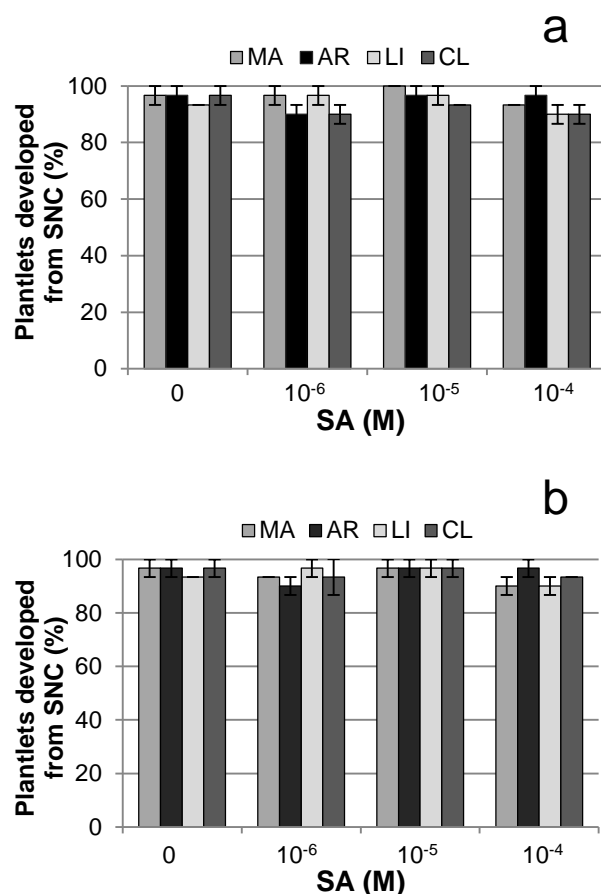 a
MA AR LI CL
Plantlets developed
from SNC (%)
100
80
60
40
20
0
0 10⁻⁶ 10⁻⁵ 10⁻⁴
SA (M)
b
MA AR LI CL
Plantlets developed
from SNC (%)
100
80
60
40
20
0
0 10⁻⁶ 10⁻⁵ 10⁻⁴
SA (M)